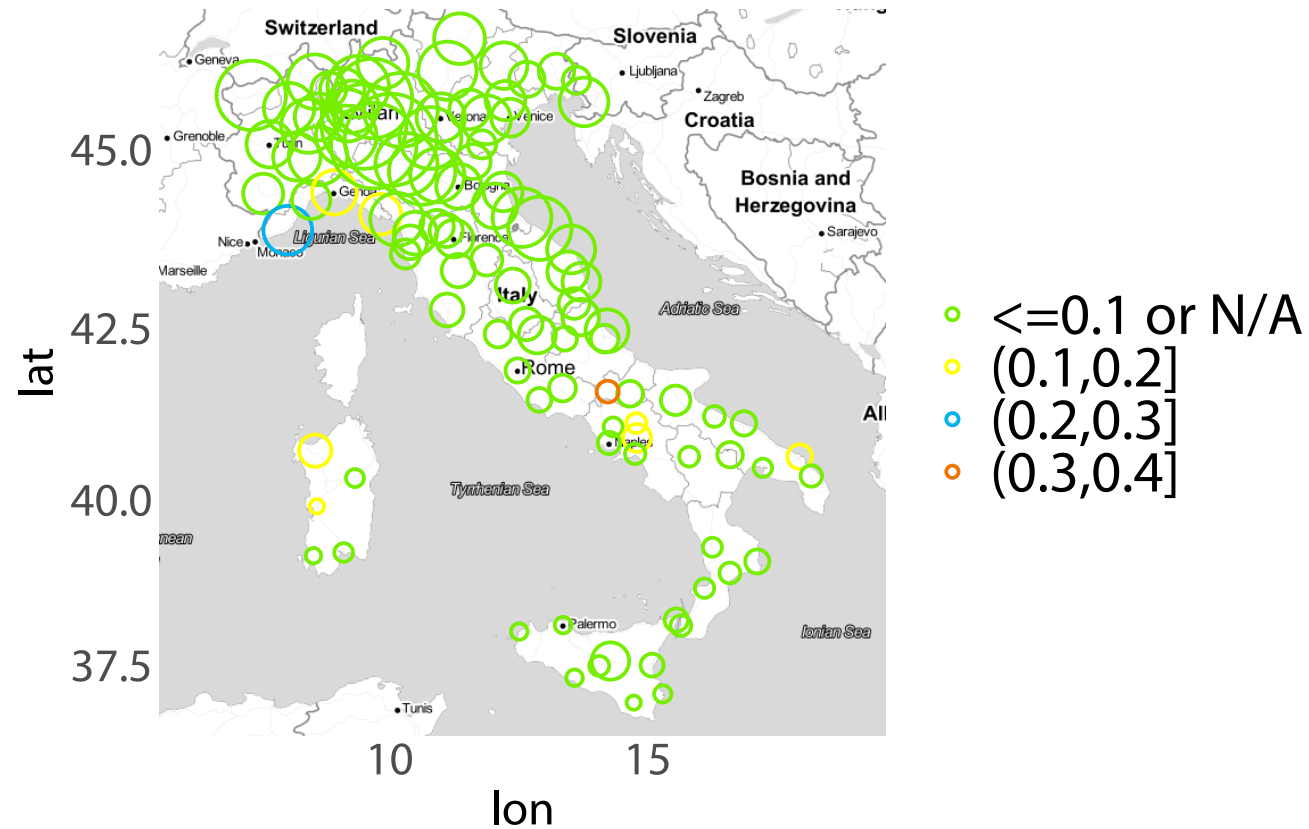 Switzerland
Slovenia
Geneva
Ljubljana
Zagreb
Croatia
Milan
Verona
Venice
Grenoble
Turin
45.0
Bosnia and
Herzegovina
Genoa
Bologna
Sarajevo
Nice
Monaco
Ligurian Sea
Florence
Marseille
Italy
Adriatic Sea
42.5
lat
Rome
Naples
Tyrrhenian Sea
40.0
nean
Palermo
Ionian Sea
37.5
Tunis
10
15
lon
<=0.1 or N/A
(0.1,0.2]
(0.2,0.3]
(0.3,0.4]